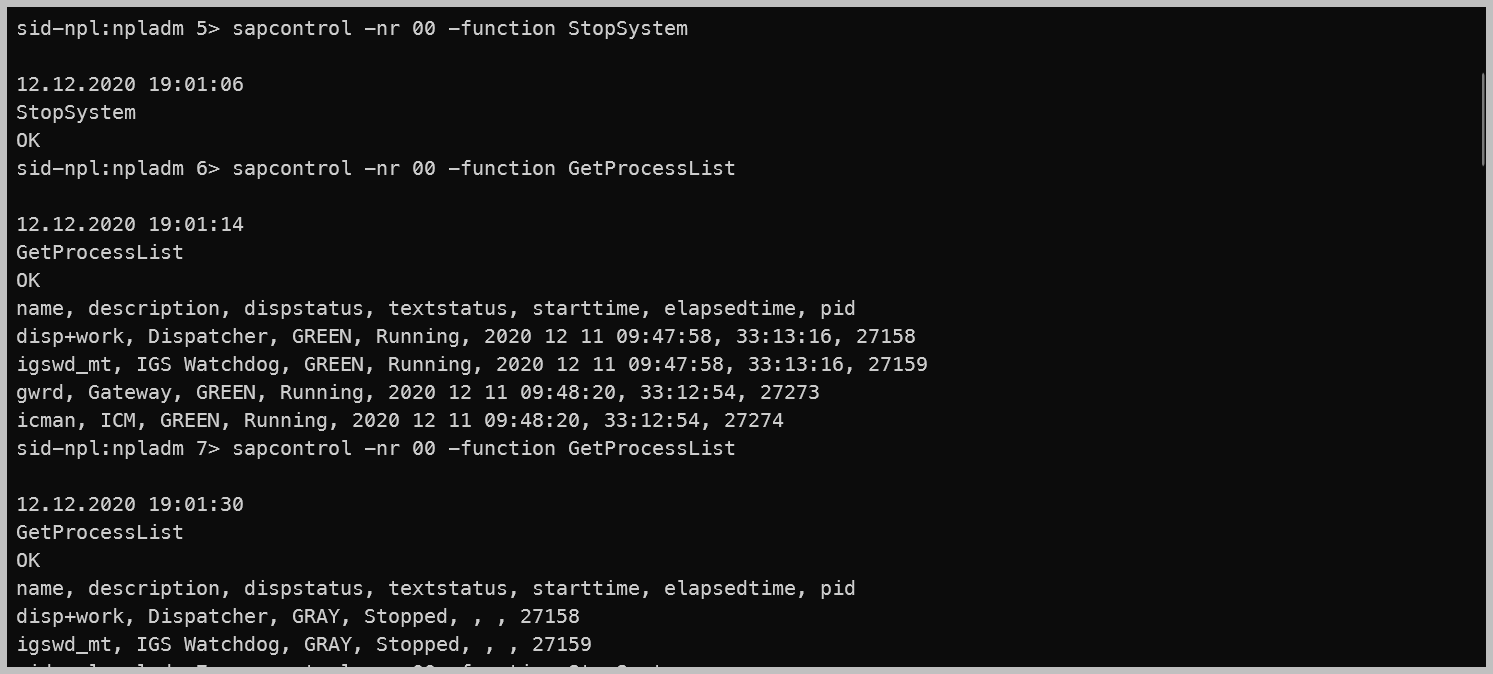 sid-npl:npladm 5> sapcontrol -nr 00 -function StopSystem
12.12.2020 19:01:06
StopSystem
OK
sid-npl:npladm 6> sapcontrol -nr 00 -function GetProcessList
12.12.2020 19:01:14
GetProcessList
OK
name, description, dispstatus, textstatus, starttime, elapsedtime, pid
disp+work, Dispatcher, GREEN, Running, 2020 12 11 09:47:58, 33:13:16, 27158
igswd_mt, IGS Watchdog, GREEN, Running, 2020 12 11 09:47:58, 33:13:16, 27159
gwrd, Gateway, GREEN, Running, 2020 12 11 09:48:20, 33:12:54, 27273
icman, ICM, GREEN, Running, 2020 12 11 09:48:20, 33:12:54, 27274
sid-npl:npladm 7> sapcontrol -nr 00 -function GetProcessList
12.12.2020 19:01:30
GetProcessList
OK
name, description, dispstatus, textstatus, starttime, elapsedtime, pid
disp+work, Dispatcher, GRAY, Stopped, , , 27158
igswd_mt, IGS Watchdog, GRAY, Stopped, , , 27159